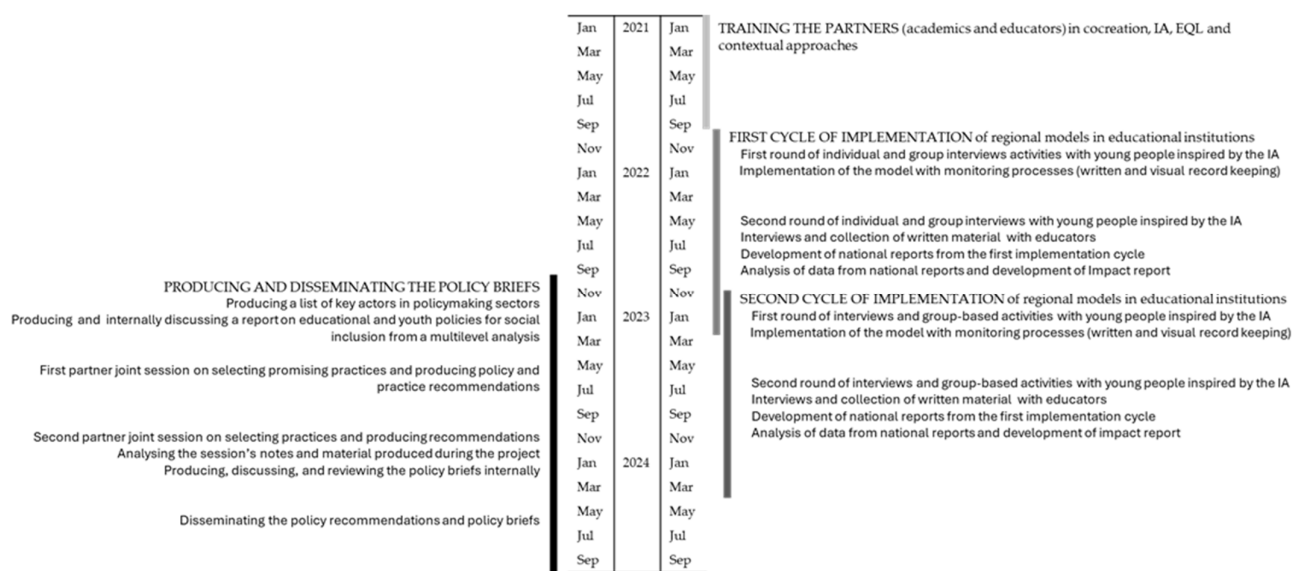 Jan 2021 Jan
Mar Mar
May May
Jul Jul
Sep Sep
Nov Nov
Jan 2022 Jan
Mar Mar
May May
Jul Jul
Sep Sep
Nov Nov
Jan 2023 Jan
Mar Mar
May May
Jul Jul
Sep Sep
Nov Nov
Jan 2024 Jan
Mar Mar
May May
Jul Jul
Sep Sep
TRAINING THE PARTNERS (academics and educators) in cocreation, IA, EQL and
contextual approaches
FIRST CYCLE OF IMPLEMENTATION of regional models in educational institutions
First round of individual and group interviews activities with young people inspired by the IA
Implementation of the model with monitoring processes (written and visual record keeping)
Second round of individual and group interviews with young people inspired by the IA
Interviews and collection of written material with educators
Development of national reports from the first implementation cycle
Analysis of data from national reports and development of Impact report
SECOND CYCLE OF IMPLEMENTATION of regional models in educational institutions
First round of interviews and group-based activities with young people inspired by the IA
Implementation of the model with monitoring processes (written and visual record keeping)
Second round of interviews and group-based activities with young people inspired by the IA
Interviews and collection of written material with educators
Development of national reports from the first implementation cycle
Analysis of data from national reports and development of impact report
PRODUCING AND DISSEMINATING THE POLICY BRIEFS
Producing a list of key actors in policymaking sectors
Producing and internally discussing a report on educational and youth policies for social
inclusion from a multilevel analysis
First partner joint session on selecting promising practices and producing policy and
practice recommendations
Second partner joint session on selecting practices and producing recommendations
Analysing the session's notes and material produced during the project
Producing, discussing, and reviewing the policy briefs internally
Disseminating the policy recommendations and policy briefs